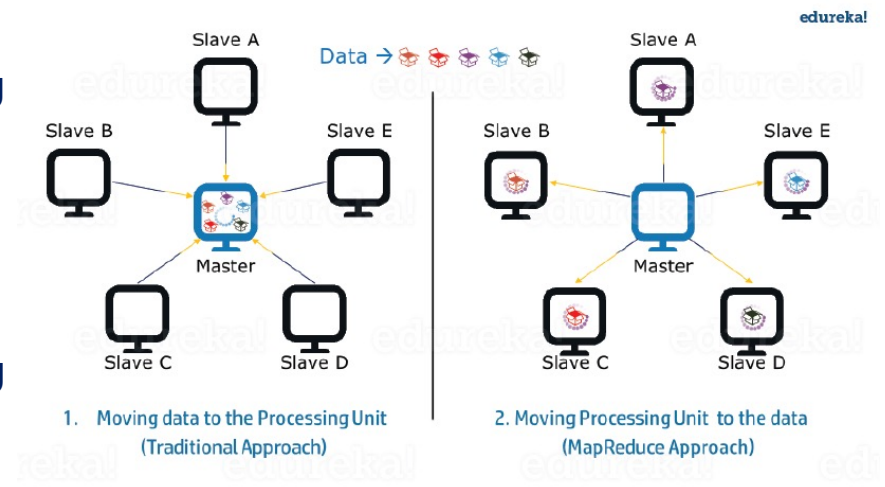 edureka!
Data →
Slave A
Slave B
Slave E
Master
Slave C
Slave D
1. Moving data to the Processing Unit
(Traditional Approach)
Slave A
Slave B
Slave E
Master
Slave C
Slave D
2. Moving Processing Unit to the data
(MapReduce Approach)